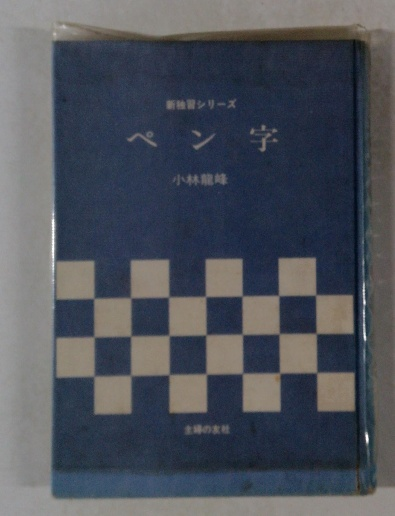 新独習シリーズ
ペン字
小林龍峰
主婦の友社